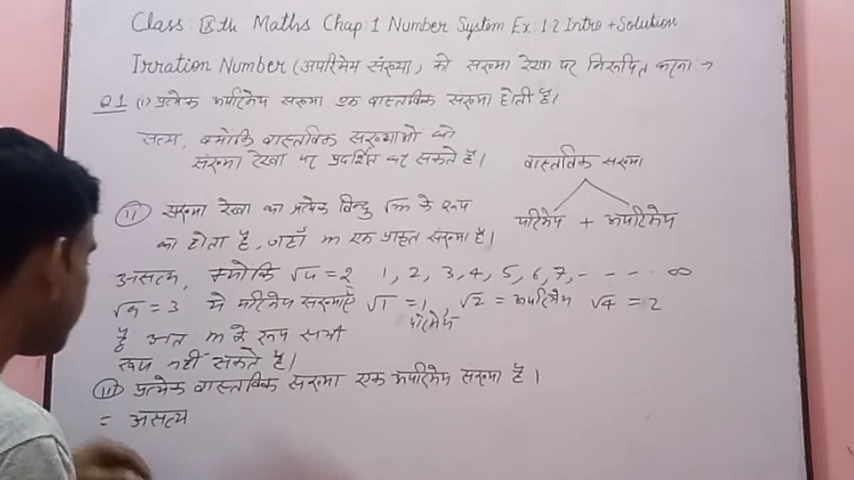 Class: 9th Maths Chap: 1 Number System Ex: 1.2 Intro + Solution
Irration Number (अपरिमेय संख्या) को संख्या रेखा पर निरूपित करना →
Q.1 (i) प्रत्येक अपरिमेय संख्या एक वास्तविक संख्या होती है।
सत्य, क्योंकि वास्तविक संख्याओं को
संख्या रेखा पर प्रदर्शित कर सकते हैं।
वास्तविक संख्या
परिमेय + अपरिमेय
(ii) संख्या रेखा का प्रत्येक बिन्दु √m के रूप
का होता है, जहाँ m एक प्राकृत संख्या है।
असत्य, क्योंकि √4 = 2 1, 2, 3, 4, 5, 6, 7, - - - - ∞
√9 = 3 ये परिमेय संख्याएँ √1 = 1, √2 = अपरिमेय √4 = 2
परिमेय
है अत m के रूप सभी
रूप नहीं सकते है।
(iii) प्रत्येक वास्तविक संख्या एक अपरिमेय संख्या है।
= असत्य